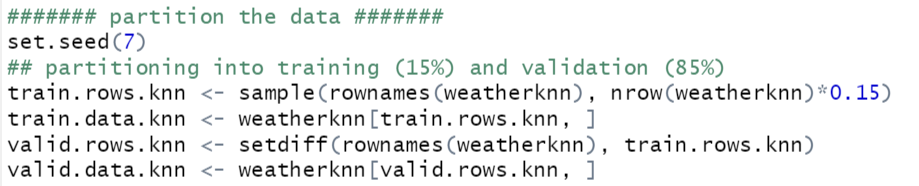 ####### partition the data #######
set.seed(7)
## partitioning into training (15%) and validation (85%)
train.rows.knn <- sample(rownames(weatherknn), nrow(weatherknn)*0.15)
train.data.knn <- weatherknn[train.rows.knn, ]
valid.rows.knn <- setdiff(rownames(weatherknn), train.rows.knn)
valid.data.knn <- weatherknn[valid.rows.knn, ]